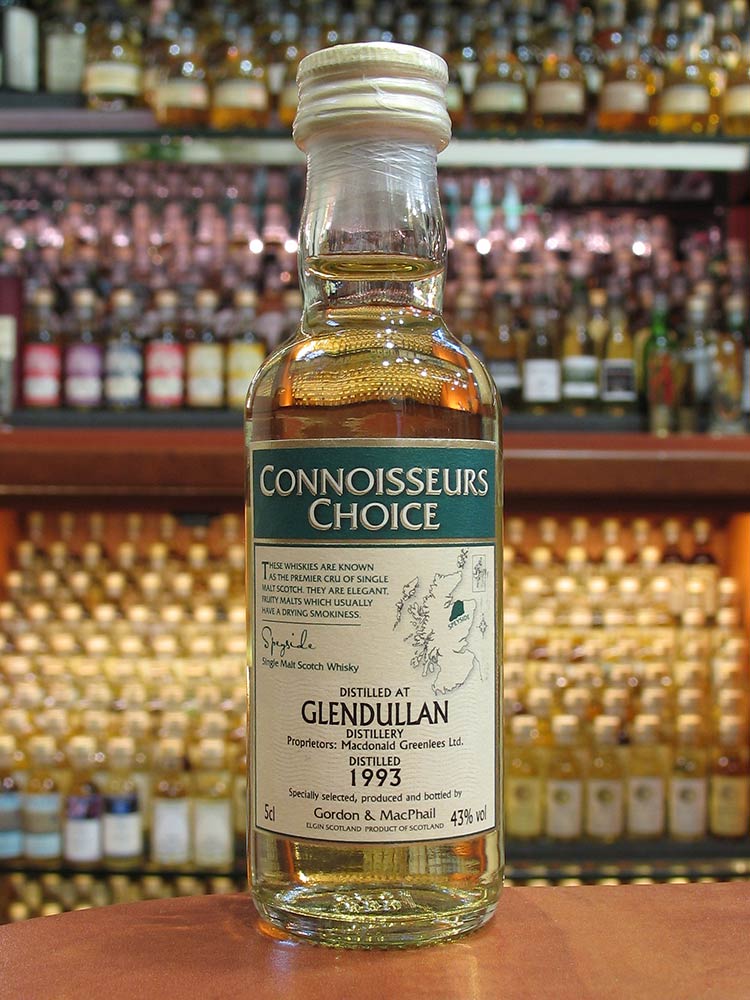 CONNOISSEURS
CHOICE
THESE WHISKIES ARE KNOWN
AS THE PREMIER CRU OF SINGLE
MALT SCOTCH. THEY ARE ELEGANT,
FRUITY MALTS WHICH USUALLY
HAVE A DRYING SMOKINESS.
Speyside
Single Malt Scotch Whisky
SPEYSIDE
DISTILLED AT
GLENDULLAN
DISTILLERY
Proprietors: Macdonald Greenlees Ltd.
DISTILLED
1993
Specially selected, produced and bottled by
5cl Gordon & MacPhail 43% vol
ELGIN SCOTLAND PRODUCT OF SCOTLAND